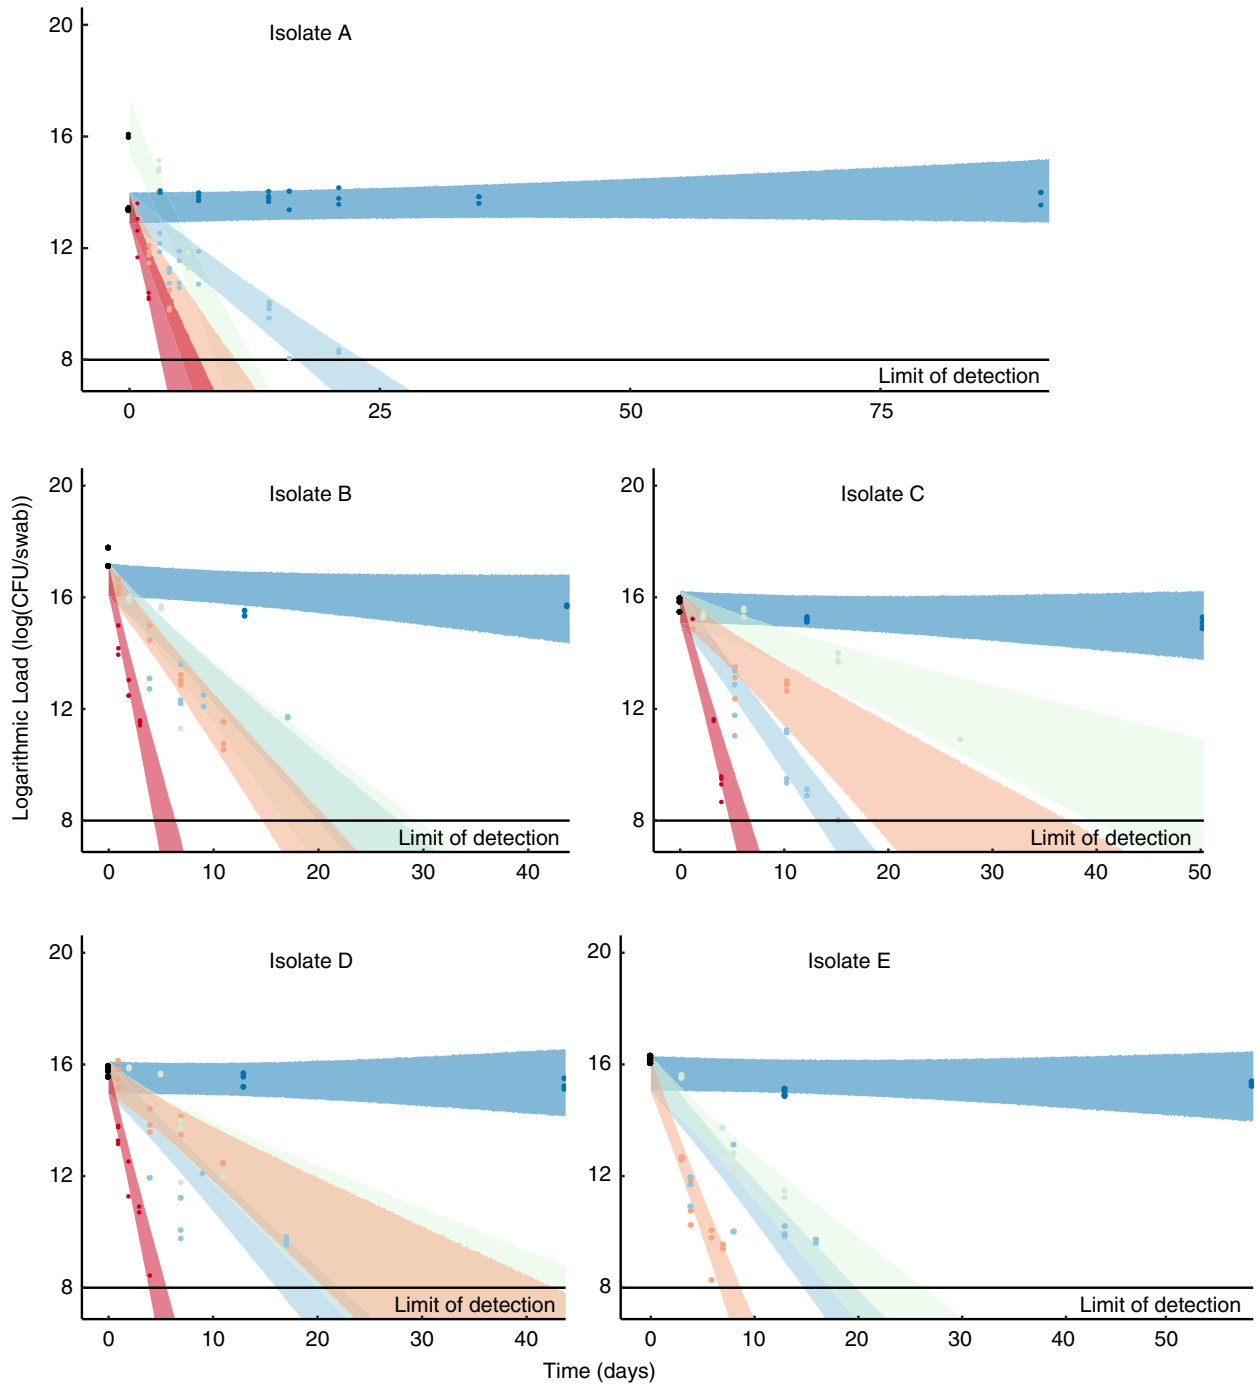 Isolate A
20
16
12
8
Limit of detection
0 25 50 75
Logarithmic Load (log(CFU/swab))
Isolate B
20
16
12
8
Limit of detection
0 10 20 30 40
Isolate C
20
16
12
8
Limit of detection
0 10 20 30 40 50
Isolate D
20
16
12
8
Limit of detection
0 10 20 30 40
Isolate E
20
16
12
8
Limit of detection
0 10 20 30 40 50
Time (days)